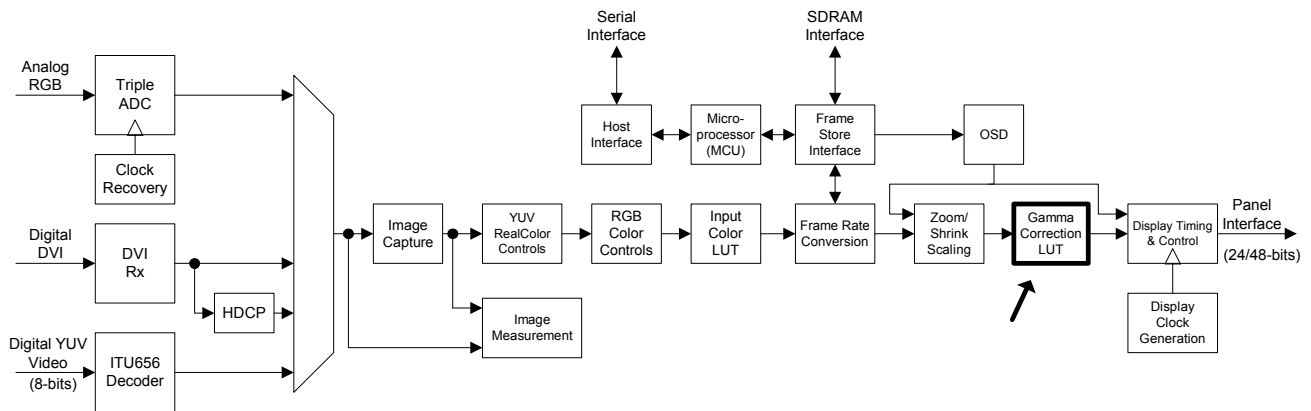 Serial
Interface
SDRAM
Interface
Analog
RGB
Triple
ADC
Clock
Recovery
Host
Interface
Micro-
processor
(MCU)
Frame
Store
Interface
OSD
Digital
DVI
DVI
Rx
HDCP
Image
Capture
YUV
RealColor
Controls
RGB
Color
Controls
Input
Color
LUT
Frame Rate
Conversion
Zoom/
Shrink
Scaling
Gamma
Correction
LUT
Display Timing
& Control
Panel
Interface
(24/48-bits)
Image
Measurement
Display
Clock
Generation
Digital YUV
Video
(8-bits)
ITU656
Decoder